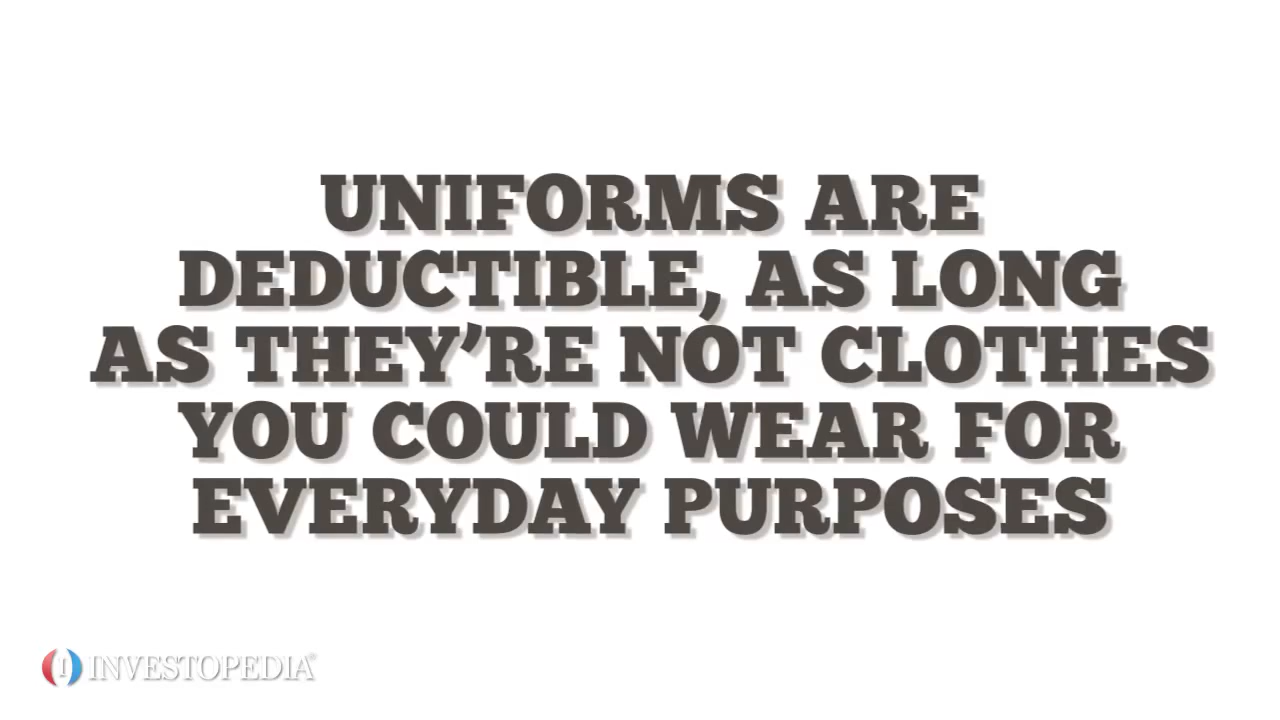 UNIFORMS ARE
DEDUCTIBLE, AS LONG
AS THEY’RE NOT CLOTHES
YOU COULD WEAR FOR
EVERYDAY PURPOSES
INVESTOPEDIA®